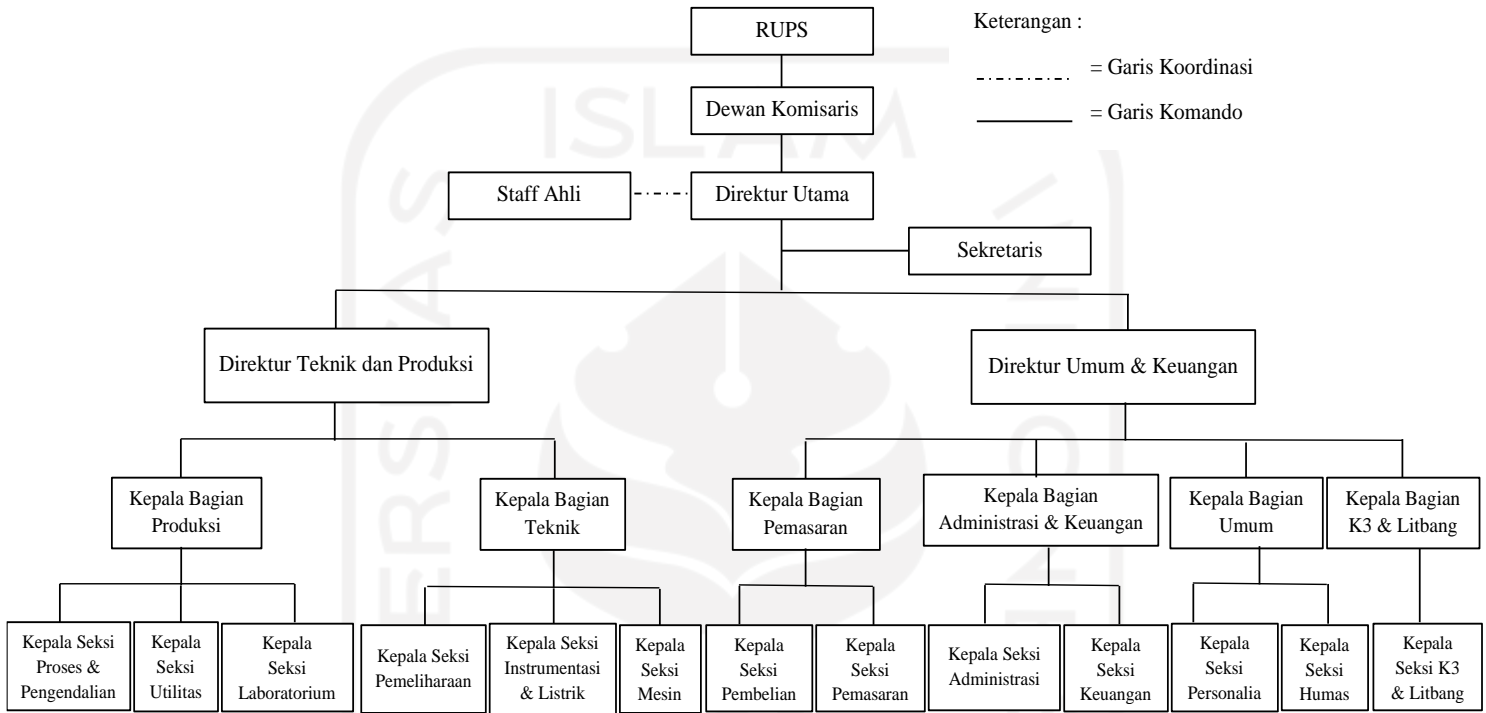 RUPS
Keterangan :
= Garis Koordinasi
Dewan Komisaris
= Garis Komando
ISLAM
Staff Ahli
Direktur Utama
Sekretaris
Direktur Teknik dan Produksi
Direktur Umum & Keuangan
Kepala Bagian
Produksi
Kepala Bagian
Teknik
Kepala Bagian
Pemasaran
Kepala Bagian
Administrasi & Keuangan
Kepala Bagian
Umum
Kepala Bagian
K3 & Litbang
Kepala Seksi
Proses &
Pengendalian
Kepala
Seksi
Utilitas
Kepala
Seksi
Laboratorium
Kepala Seksi
Pemeliharaan
Kepala Seksi
Instrumentasi
& Listrik
Kepala
Seksi
Mesin
Kepala
Seksi
Pembelian
Kepala
Seksi
Pemasaran
Kepala Seksi
Administrasi
Kepala
Seksi
Keuangan
Kepala
Seksi
Personalia
Kepala
Seksi
Humas
Kepala
Seksi K3
& Litbang